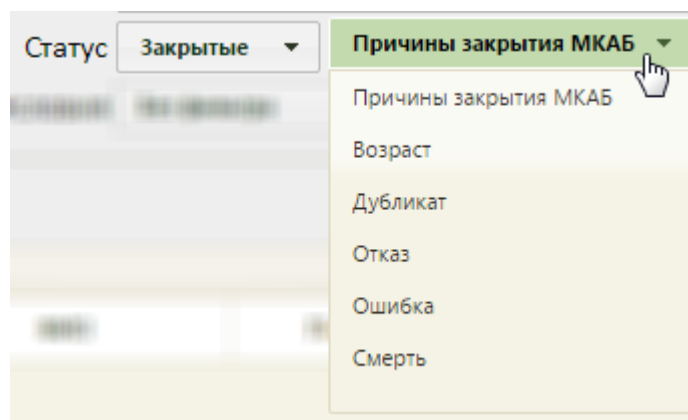 Статус Закрытые Причины закрытия МКАБ
Причины закрытия МКАБ
Возраст
Дубликат
Отказ
Ошибка
Смерть